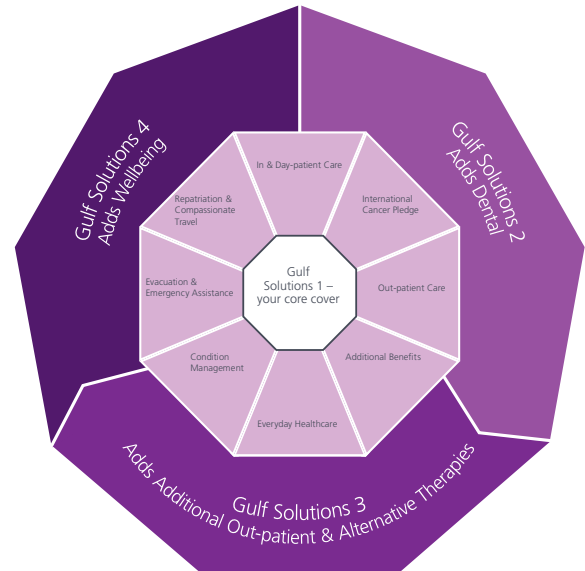 Gulf
Solutions 1 –
your core cover
In & Day-patient Care
International
Cancer Pledge
Out-patient Care
Additional Benefits
Everyday Healthcare
Condition
Management
Evacuation &
Emergency Assistance
Repatriation &
Compassionate
Travel
Gulf Solutions 2
Adds Dental
Gulf Solutions 3
Adds Additional Out-patient & Alternative Therapies
Gulf Solutions 4
Adds Wellbeing